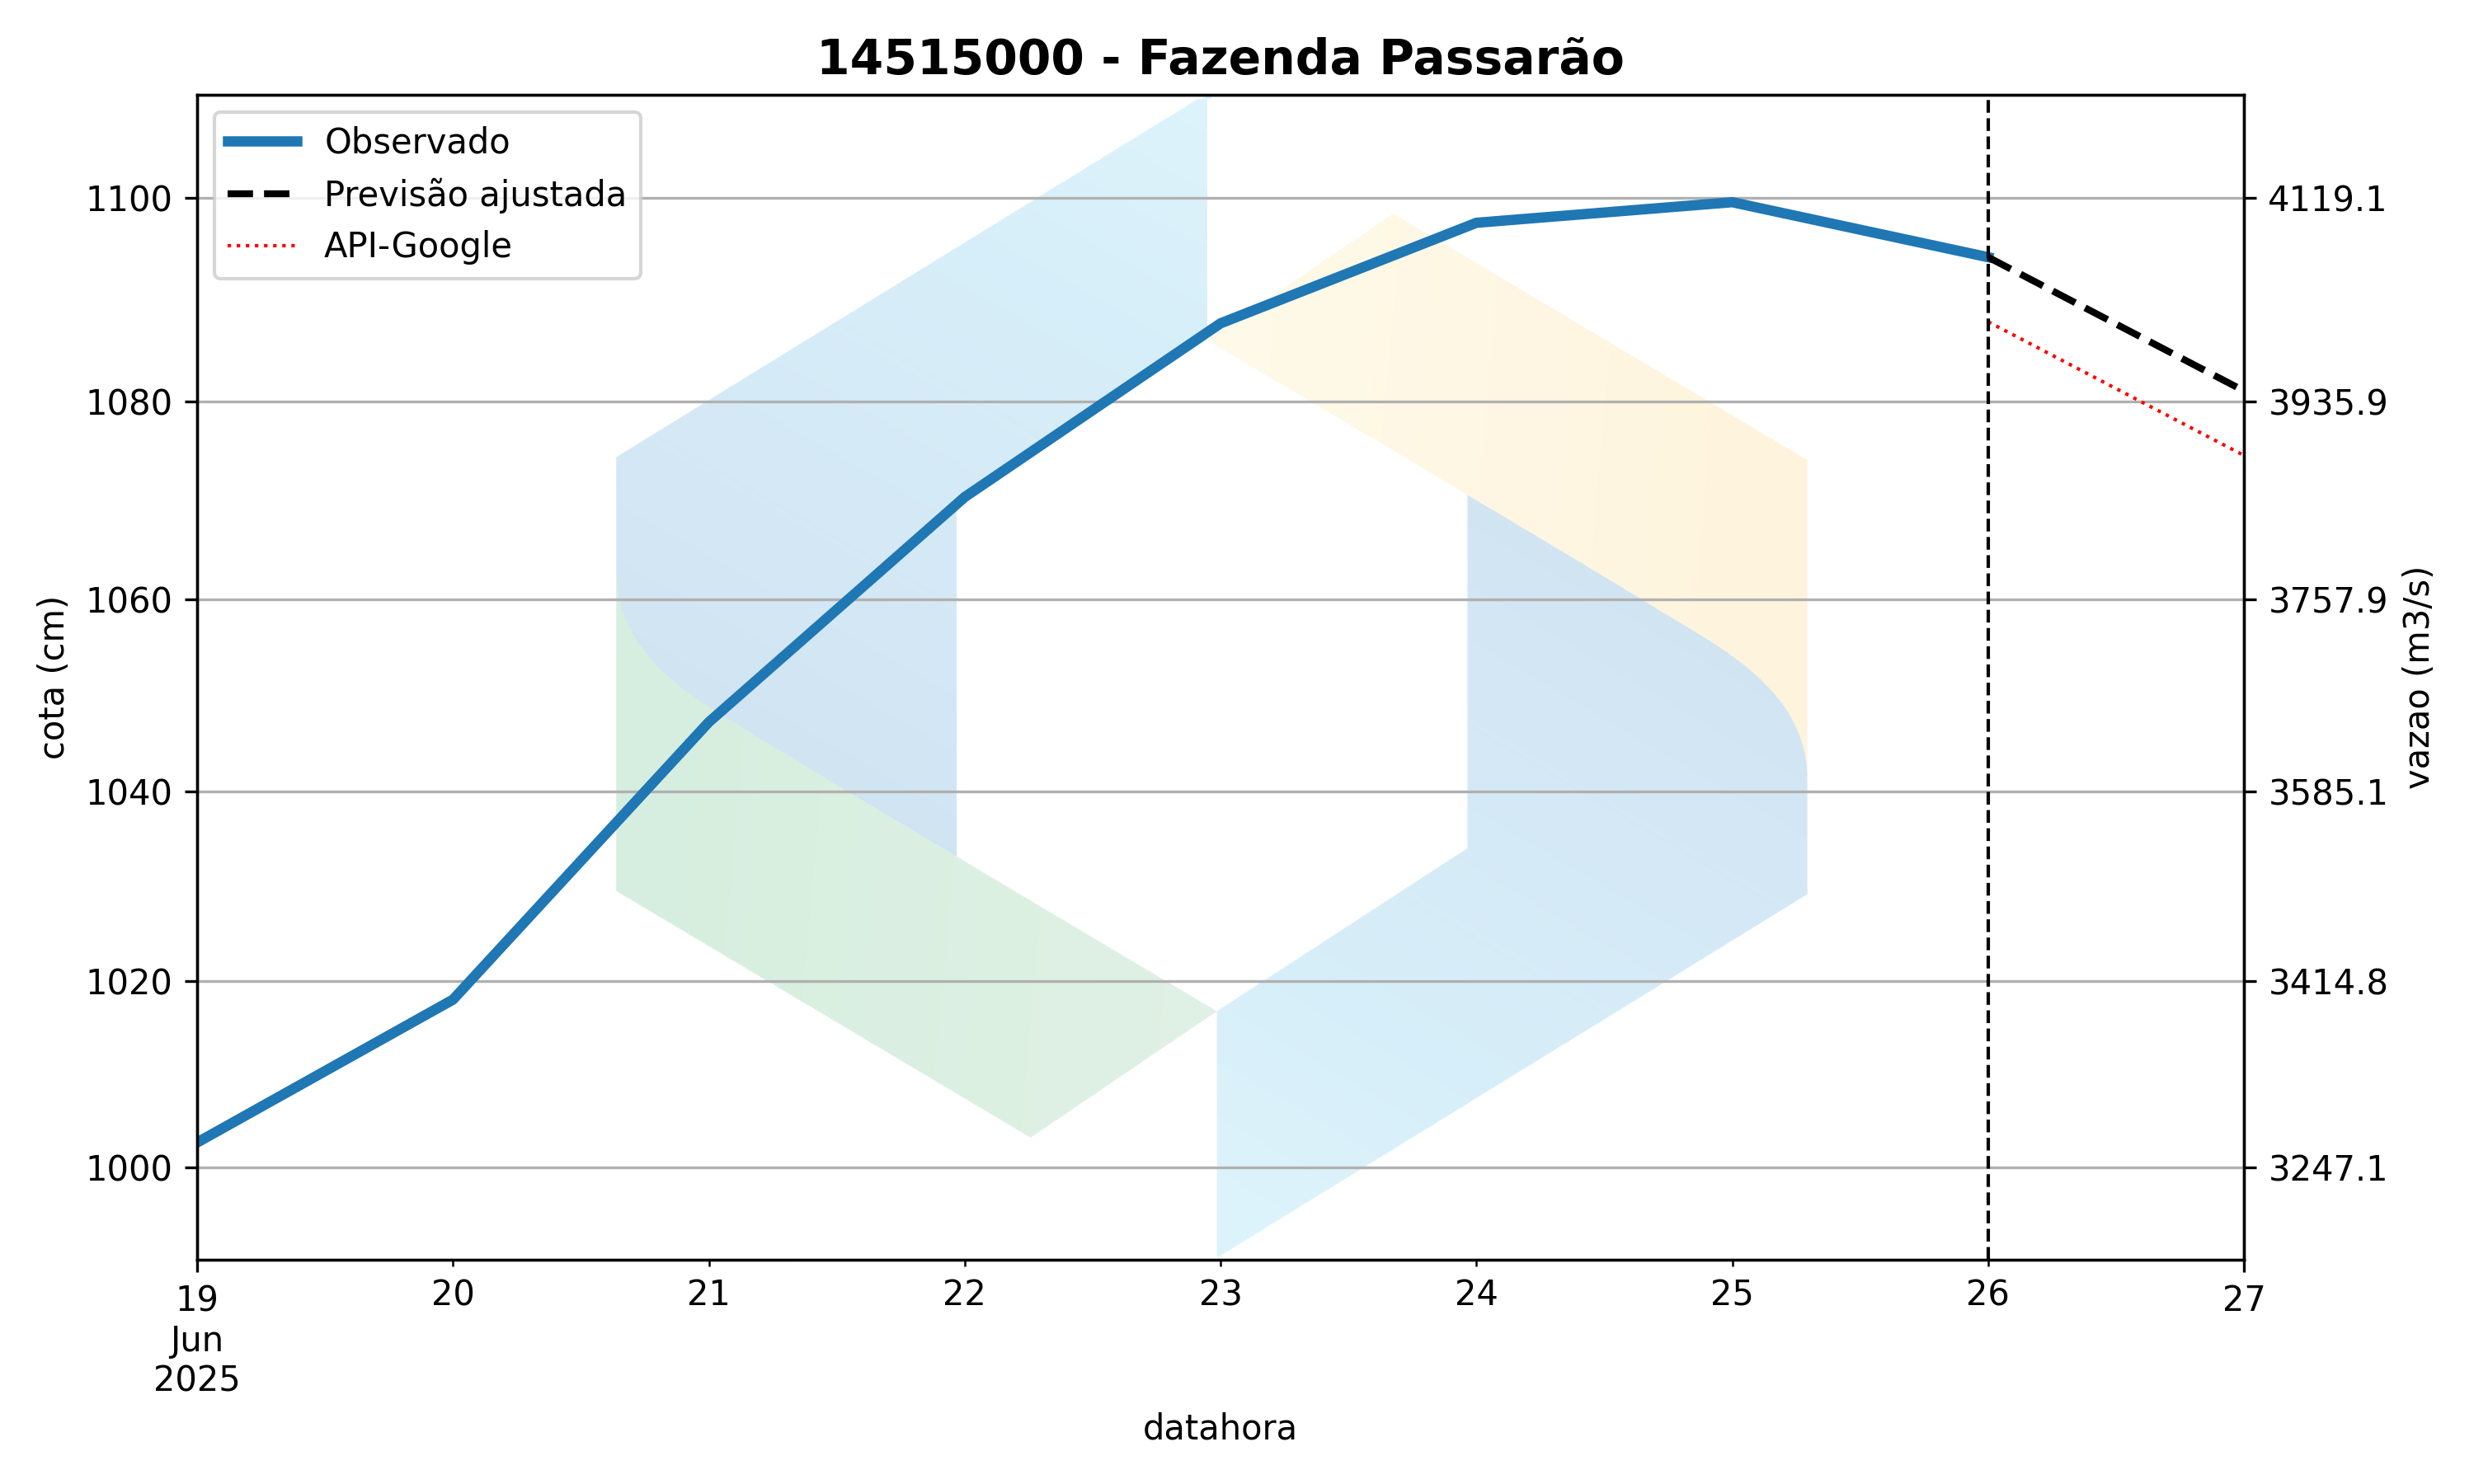 14515000 - Fazenda Passarão
Observado
Previsão ajustada
API-Google
1100
1080
1060
1040
1020
1000
cota (cm)
4119.1
3935.9
3757.9
3585.1
3414.8
3247.1
vazao (m3/s)
19 20 21 22 23 24 25 26 27
Jun
2025
datahora